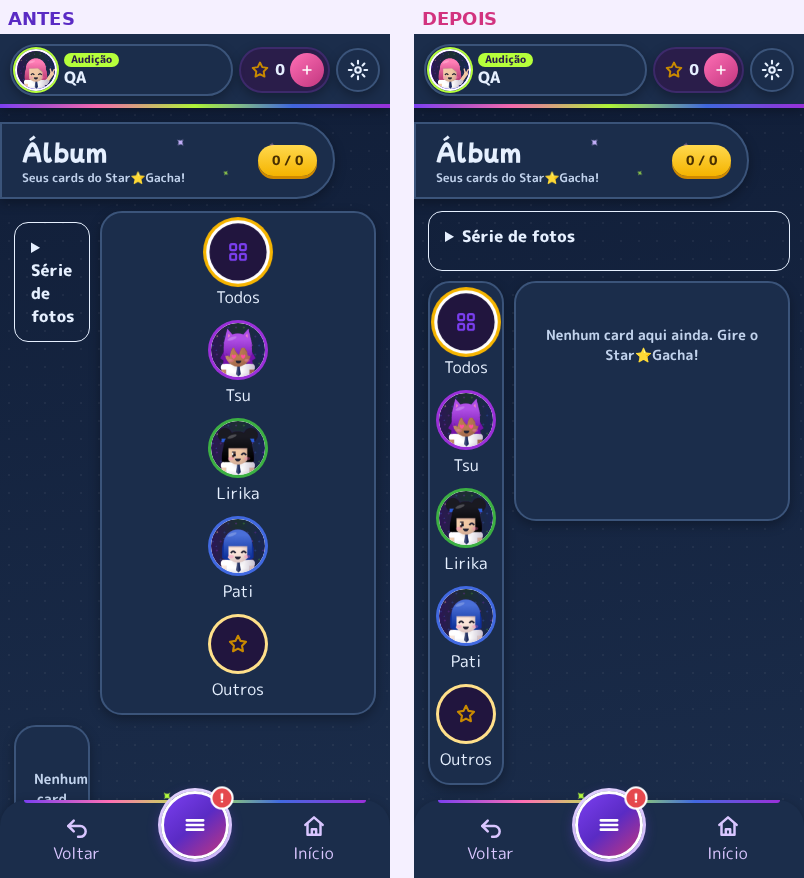 ANTES
Audição
QA
0
+
Álbum
Seus cards do Star⭐Gacha!
0 / 0
▶
Série
de
fotos
Todos
Tsu
Lirika
Pati
Outros
Nenhum
card
!
Voltar
Início
DEPOIS
Audição
QA
0
+
Álbum
Seus cards do Star⭐Gacha!
0 / 0
▶ Série de fotos
Todos
Tsu
Lirika
Pati
Outros
Nenhum card aqui ainda. Gire o
Star⭐Gacha!
!
Voltar
Início